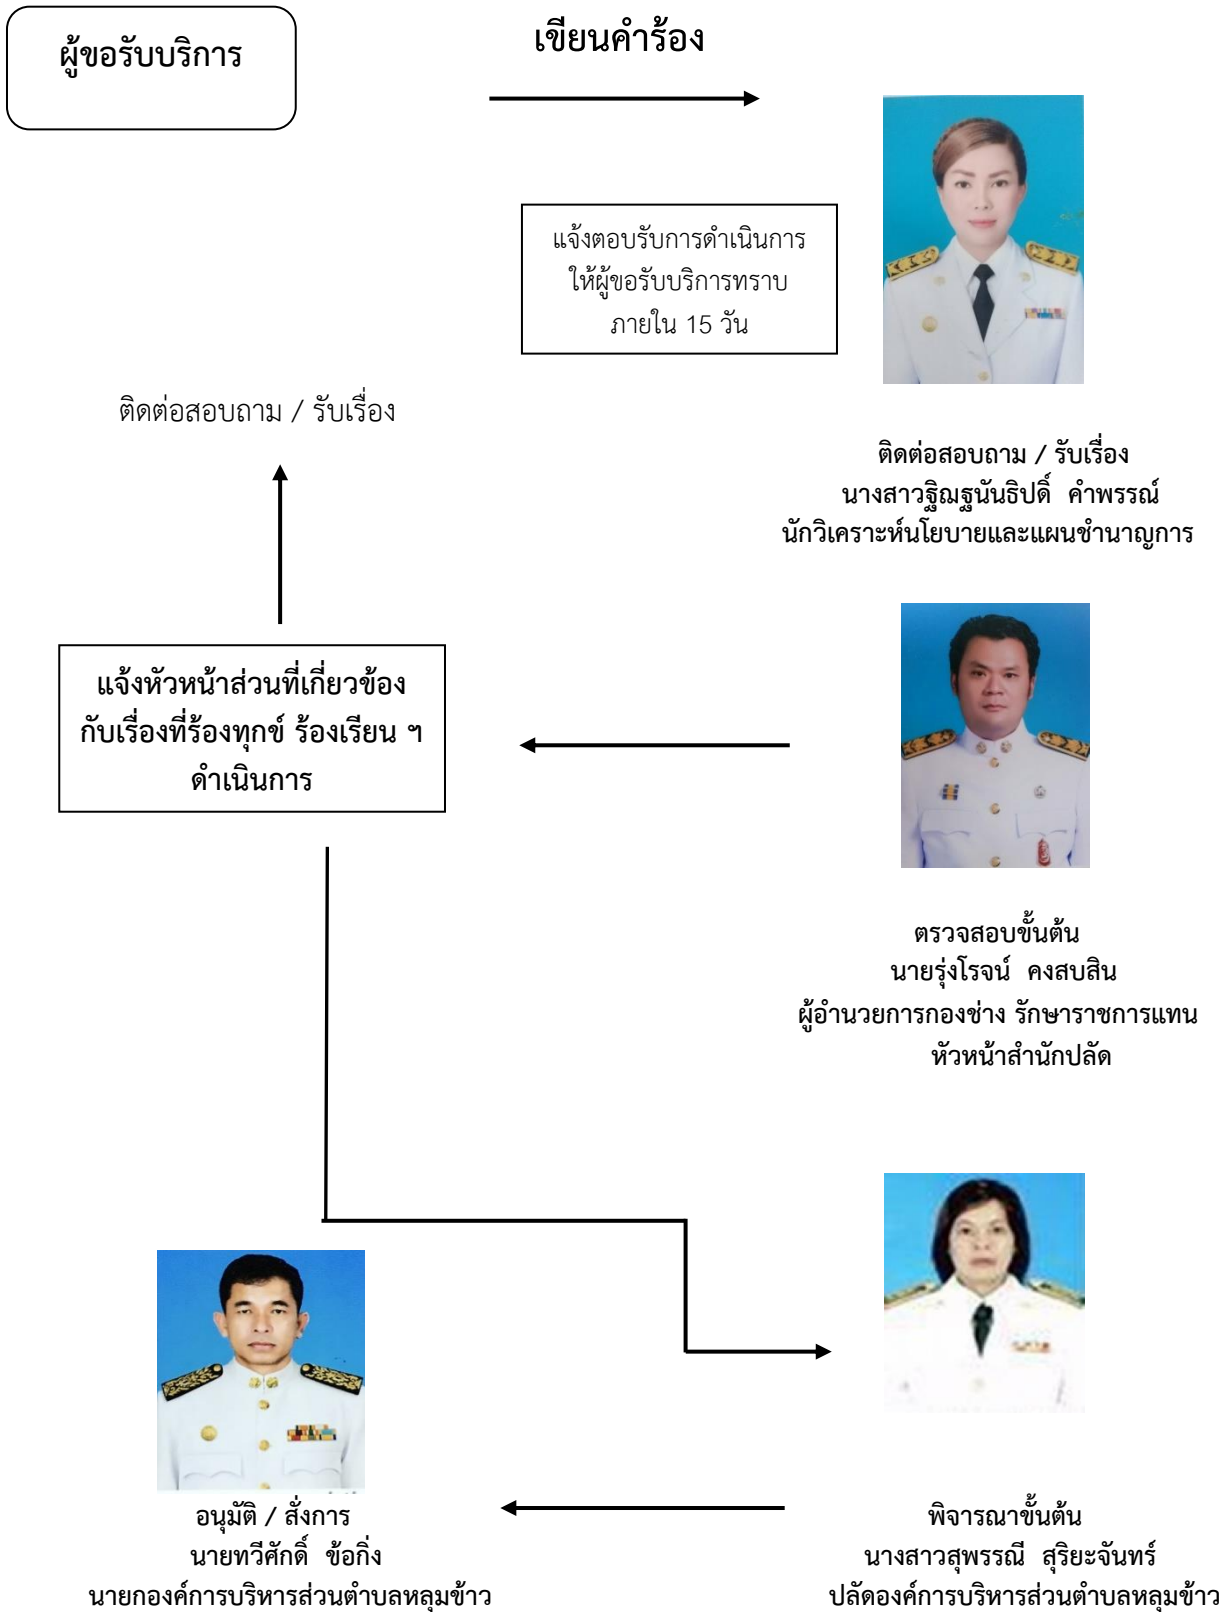 ผู้ขอรับบริการ
เขียนคำร้อง
แจ้งตอบรับการดำเนินการ
ให้ผู้ขอรับบริการทราบ
ภายใน 15 วัน
ติดต่อสอบถาม / รับเรื่อง
ติดต่อสอบถาม / รับเรื่อง
นางสาวฐิฌฐนันธิปดิ์ คำพรรณ์
นักวิเคราะห์นโยบายและแผนชำนาญการ
แจ้งหัวหน้าส่วนที่เกี่ยวข้อง
กับเรื่องที่ร้องทุกข์ ร้องเรียน ฯ
ดำเนินการ
ตรวจสอบขั้นต้น
นายรุ่งโรจน์ คงสบสิน
ผู้อำนวยการกองช่าง รักษาราชการแทน
หัวหน้าสำนักปลัด
อนุมัติ / สั่งการ
นายทวีศักดิ์ ข้อกิ่ง
นายกองค์การบริหารส่วนตำบลหลุมข้าว
พิจารณาขั้นต้น
นางสาวสุพรรณี สุริยะจันทร์
ปลัดองค์การบริหารส่วนตำบลหลุมข้าว